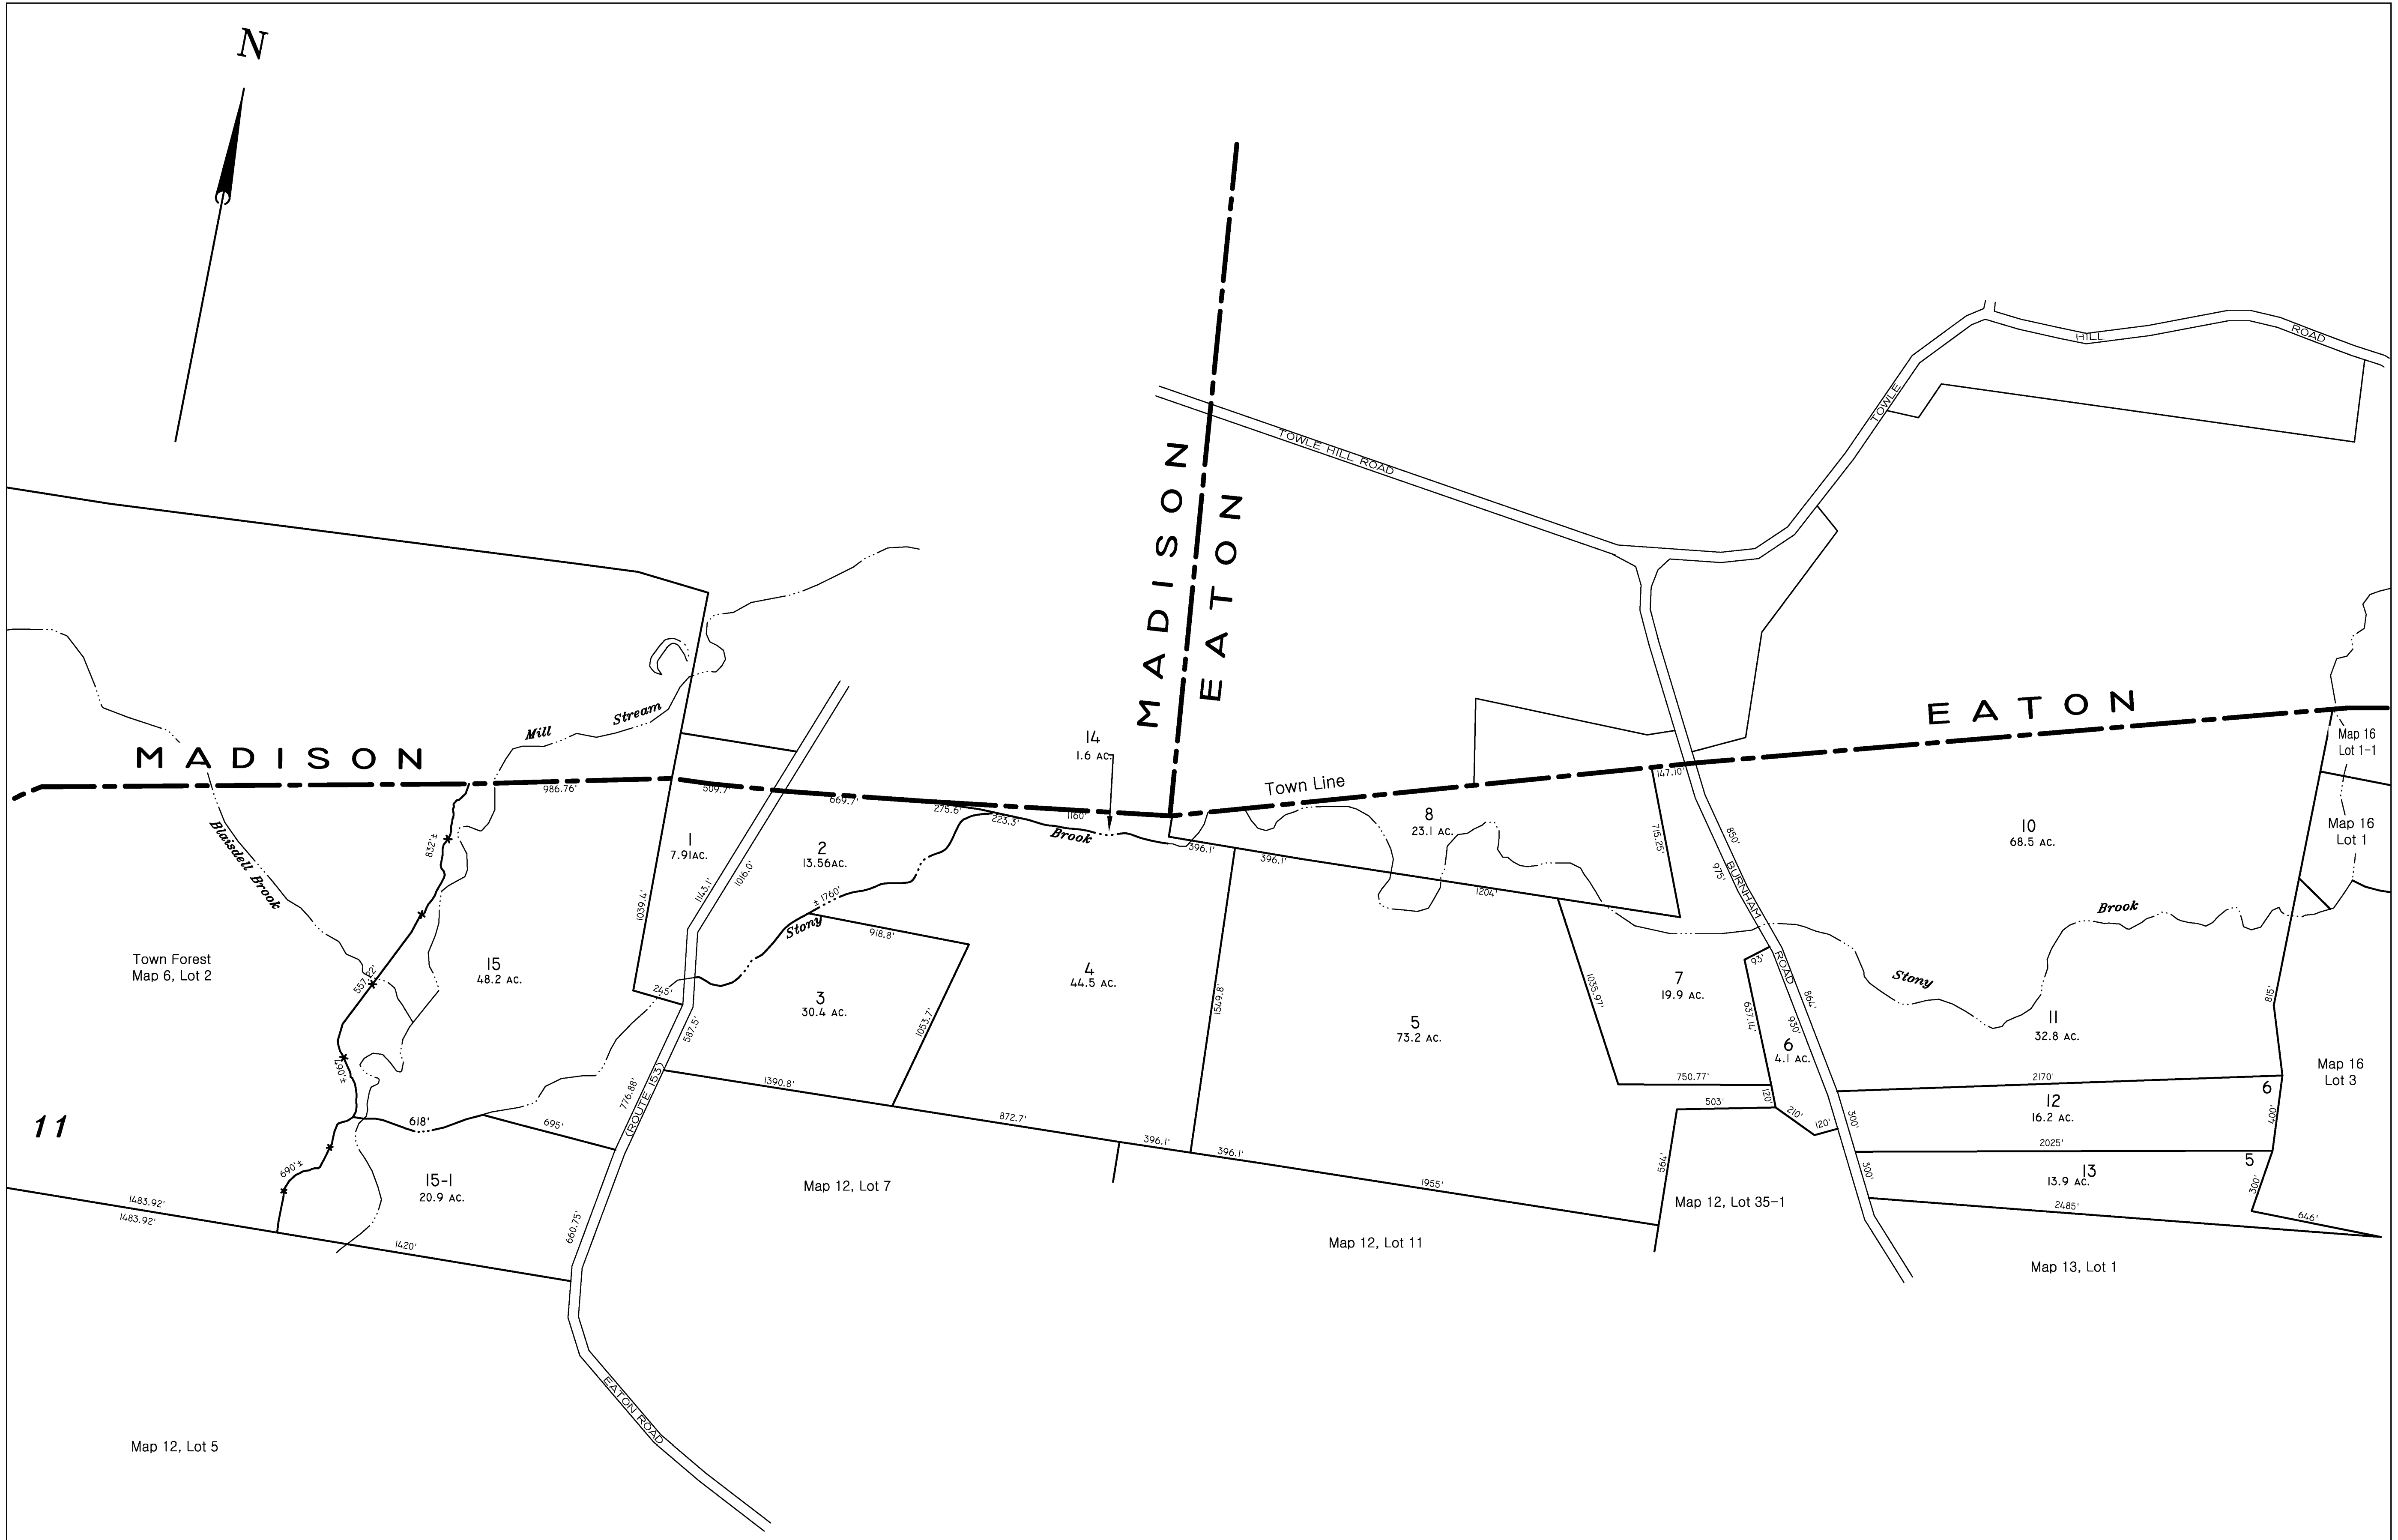 N
TOWLE HILL ROAD
TOWLE
HILL
ROAD
MADISON
EATON
MADISON
EATON
Town Line
Mill
Stream
Blaisdell Brook
Stony
Brook
Stony
Brook
BURNHAM
ROAD
(ROUTE 153)
EATON ROAD
986.76'
509.7'
669.7'
275.6'
223.3'
1160'
14
1.6 AC.
1
7.91AC.
1039.4'
1143.1'
1016.0'
245'
2
13.56AC.
± 1760'
918.8'
3
30.4 AC.
1053.7'
587.5'
1390.8'
4
44.5 AC.
872.7'
396.1'
396.1'
396.1'
396.1'
1549.8'
5
73.2 AC.
1955'
1204'
8
23.1 AC.
147.10'
715.25'
1035.97'
7
19.9 AC.
750.77'
93'
637.14'
6
4.1 AC.
120'
210'
120'
503'
564'
850'
975'
864'
930'
300'
300'
10
68.5 AC.
11
32.8 AC.
815'
2170'
12
16.2 AC.
6
400'
2025'
5
13
13.9 AC.
300'
2485'
646'
Map 16
Lot 1-1
Map 16
Lot 1
Map 16
Lot 3
832'±
557.22'
490'±
690'±
618'
695'
776.88'
660.75'
15
48.2 AC.
15-1
20.9 AC.
Town Forest
Map 6, Lot 2
11
1483.92'
1483.92'
1420'
Map 12, Lot 7
Map 12, Lot 11
Map 12, Lot 35-1
Map 13, Lot 1
Map 12, Lot 5